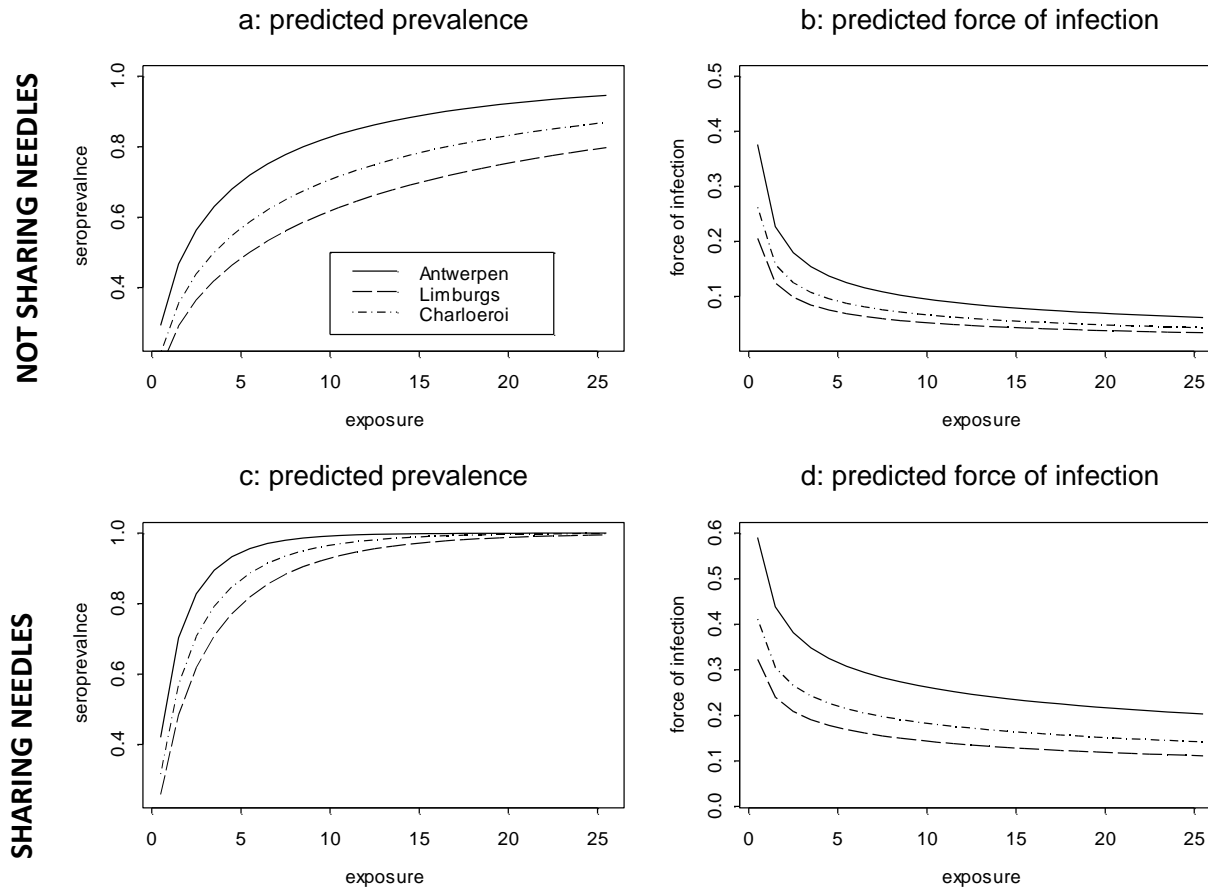 a: predicted prevalence
b: predicted force of infection
NOT SHARING NEEDLES
seroprevalnce
1.0
0.8
0.6
0.4
Antwerpen
Limburgs
Charloeroi
0 5 10 15 20 25
exposure
force of infection
0.5
0.4
0.3
0.2
0.1
0 5 10 15 20 25
exposure
c: predicted prevalence
d: predicted force of infection
SHARING NEEDLES
seroprevalnce
1.0
0.8
0.6
0.4
0 5 10 15 20 25
exposure
force of infection
0.6
0.5
0.4
0.3
0.2
0.1
0.0
0 5 10 15 20 25
exposure